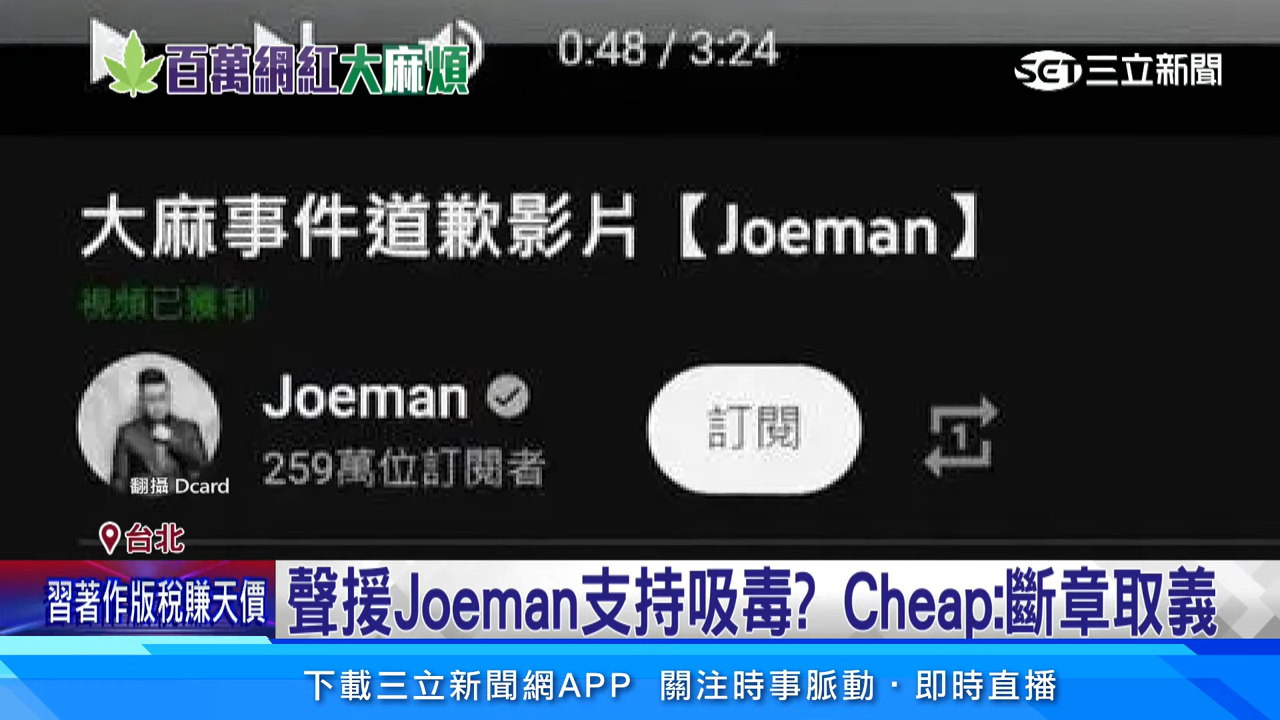 百萬網紅大麻煩
0:48 / 3:24
SET三立新聞
大麻事件道歉影片【Joeman】
視頻已獲利
Joeman
259萬位訂閱者
訂閱
1
翻攝 Dcard
台北
習著作版稅賺天價
聲援Joeman支持吸毒? Cheap:斷章取義
下載三立新聞網APP 關注時事脈動・即時直播